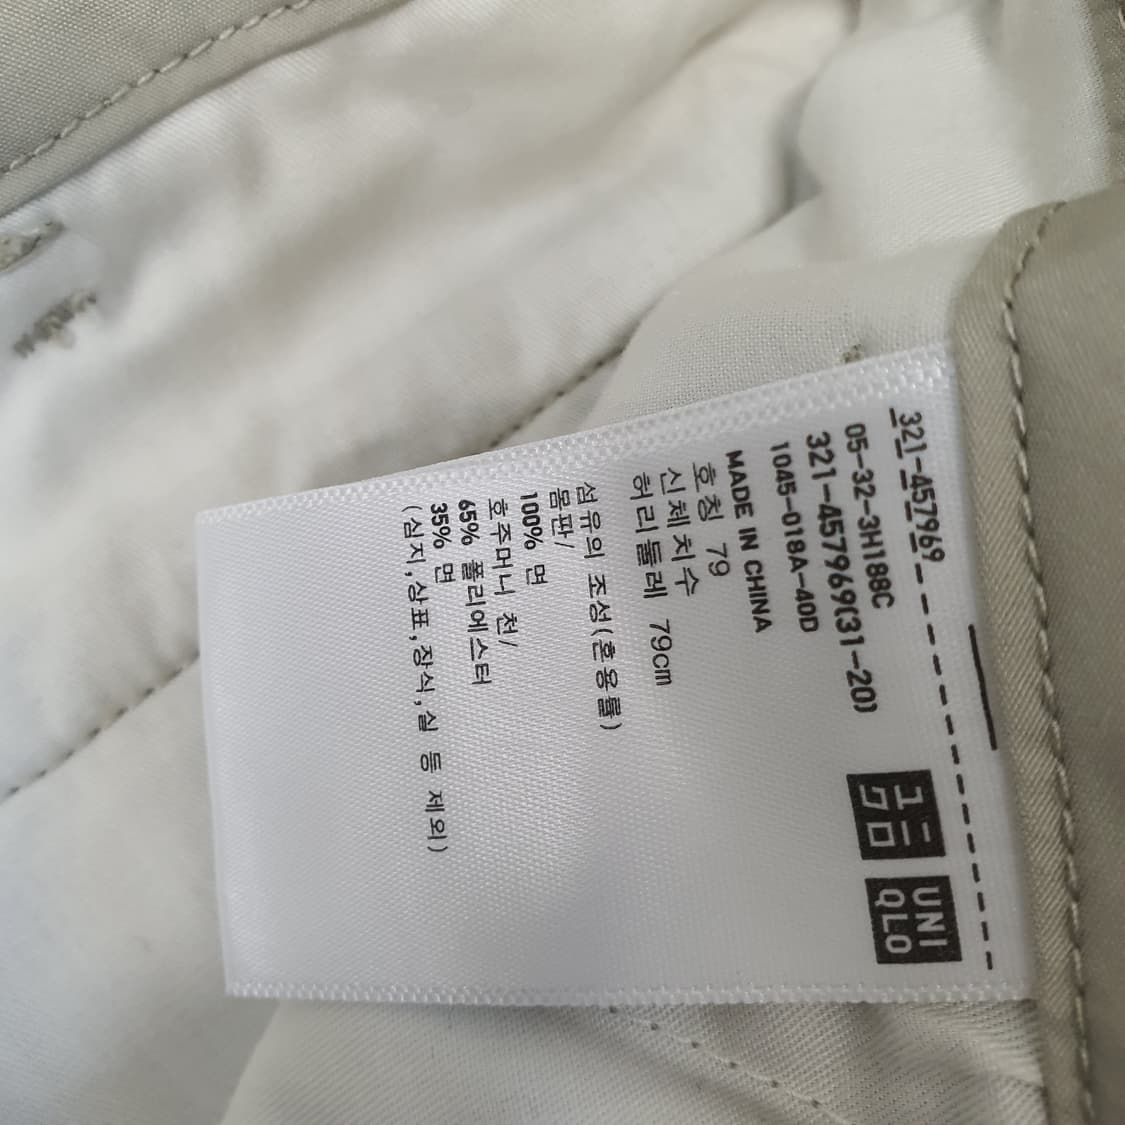 321-457969
05-32-3H188C
321-457969(31-20)
1045-018A-40D
ユニ
クロ
UNI
QLO
MADE IN CHINA
호칭 79
신체치수
허리둘레 79cm
섬유의 조성(혼용률)
몸판/
100% 면
호주머니 천/
65% 폴리에스터
35% 면
(심지,상표,장식,실 등 제외)